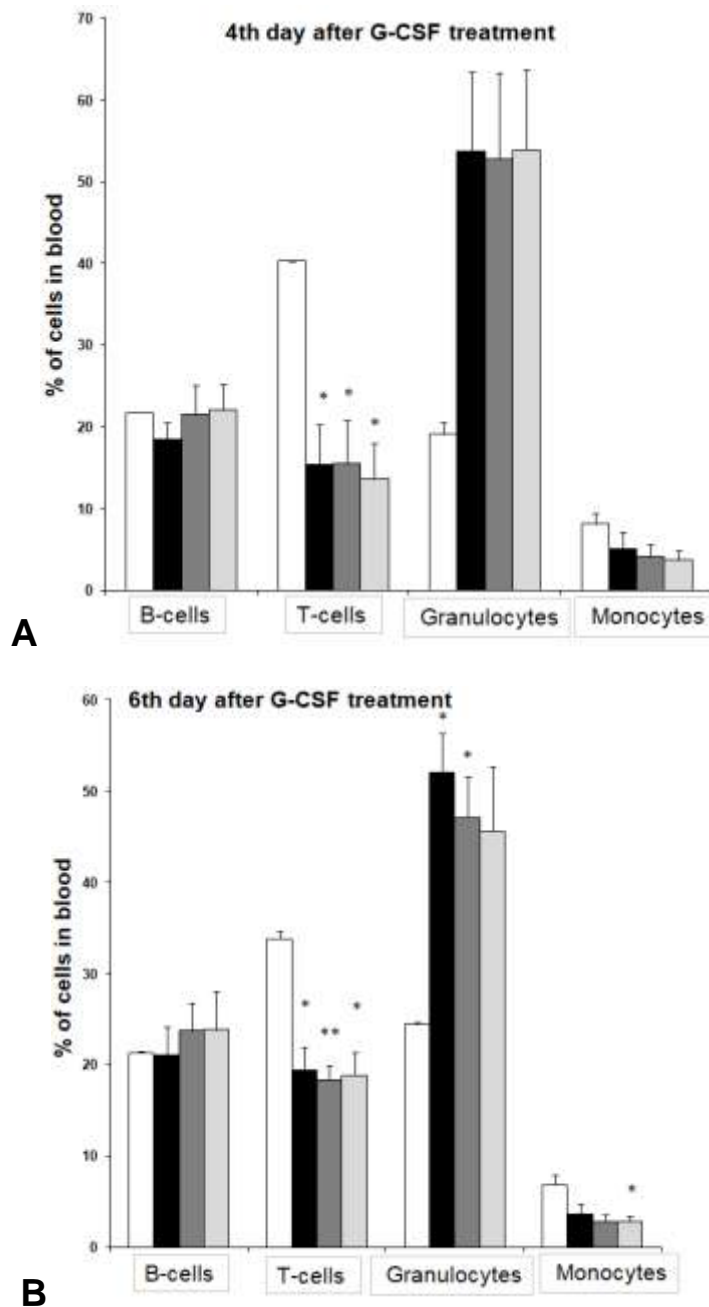 4th day after G-CSF treatment
% of cells in blood
70
60
50
40
30
20
10
0
* * *
B-cells T-cells Granulocytes Monocytes
A
6th day after G-CSF treatment
% of cells in blood
60
50
40
30
20
10
0
* ** * * * *
B-cells T-cells Granulocytes Monocytes
B